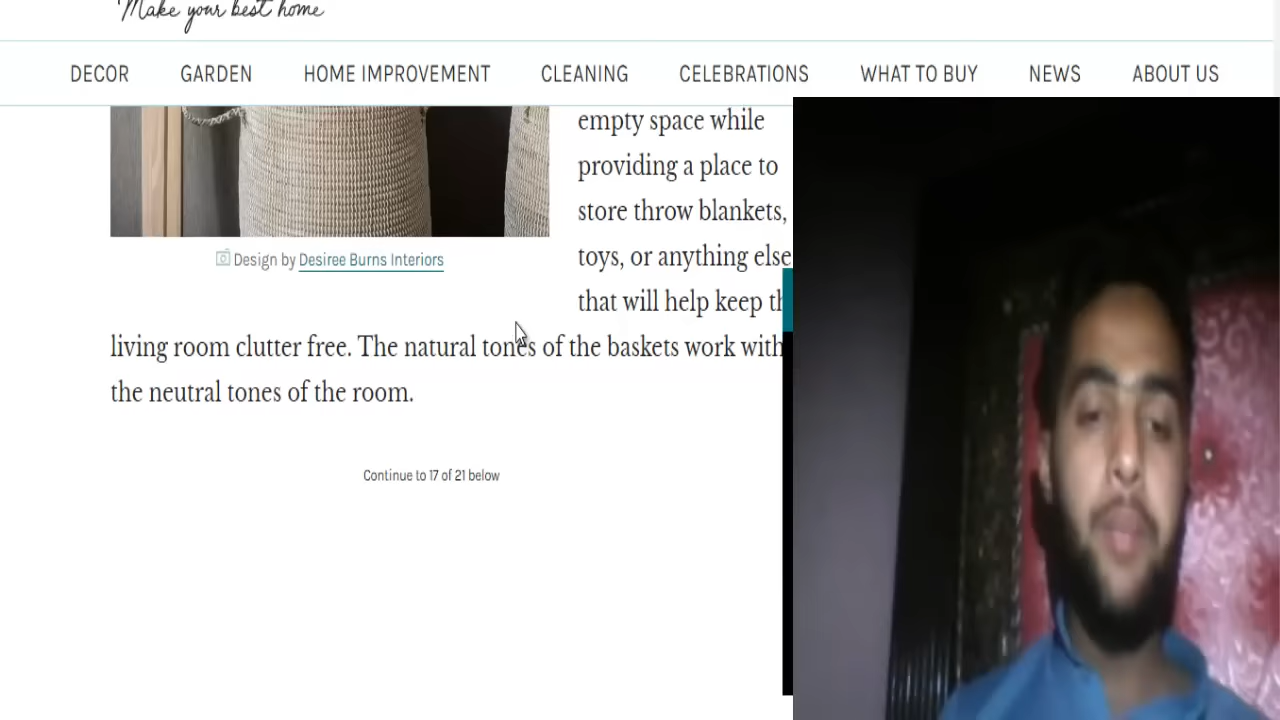 Make your best home
DECOR GARDEN HOME IMPROVEMENT CLEANING CELEBRATIONS WHAT TO BUY NEWS ABOUT US
empty space while
providing a place to
store throw blankets,
toys, or anything else
that will help keep th
living room clutter free. The natural tones of the baskets work with
the neutral tones of the room.
Design by Desiree Burns Interiors
Continue to 17 of 21 below